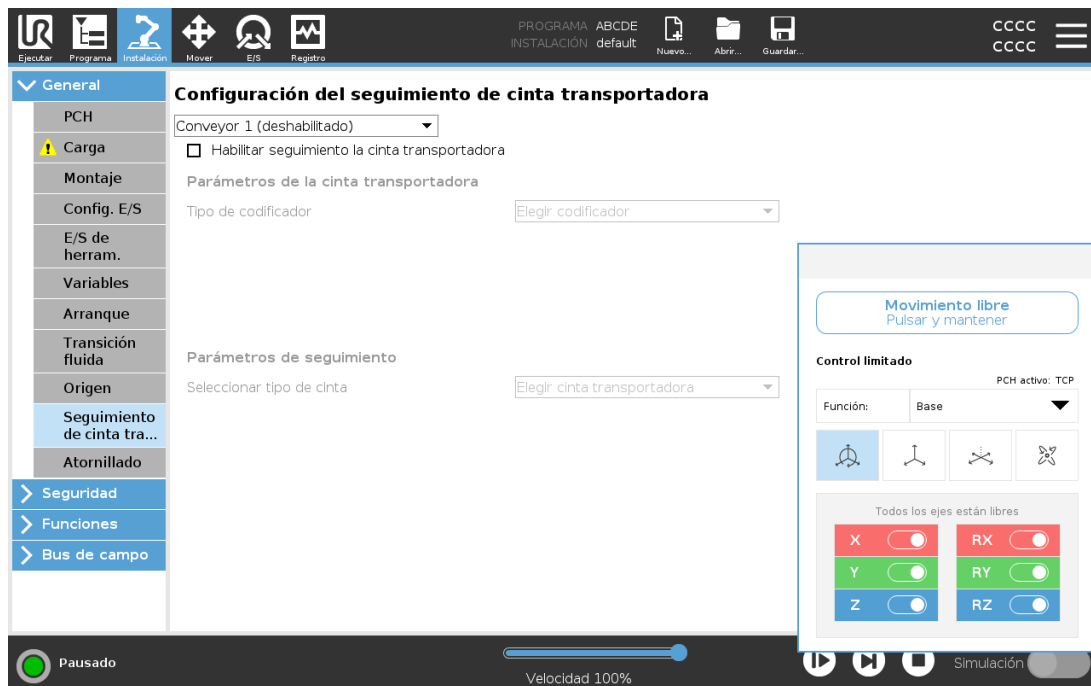 PROGRAMA ABCDE
INSTALACIÓN default
CCCC
CCCC
Ejecutar
Programa
Instalación
Mover
E/S
Registro
Nuevo...
Abrir...
Guardar...
General
PCH
Carga
Montaje
Config. E/S
E/S de
herram.
Variables
Arranque
Transición
fluida
Origen
Seguimiento
de cinta tra...
Atornillado
Seguridad
Funciones
Bus de campo
Configuración del seguimiento de cinta transportadora
Conveyor 1 (deshabilitado)
Habilitar seguimiento la cinta transportadora
Parámetros de la cinta transportadora
Tipo de codificador
Elegir codificador
Parámetros de seguimiento
Seleccionar tipo de cinta
Elegir cinta transportadora
Movimiento libre
Pulsar y mantener
Control limitado
PCH activo: TCP
Función:
Base
Todos los ejes están libres
X
RX
Y
RY
Z
RZ
Pausado
Velocidad 100%
Simulación